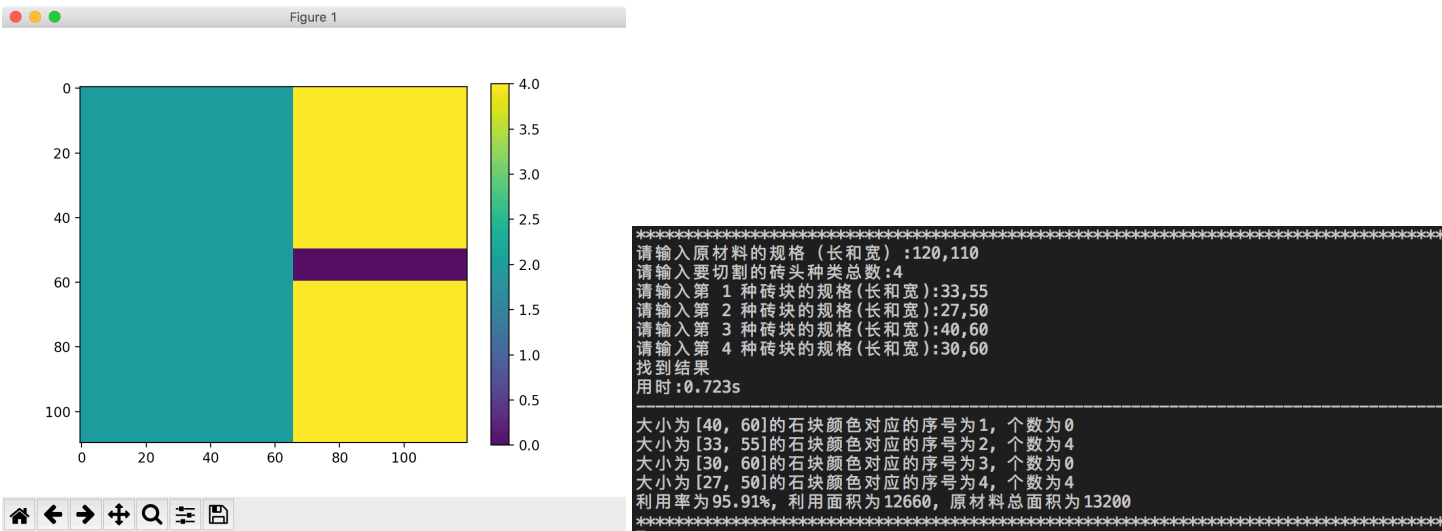 Figure 1
0
20
40
60
80
100
0
20
40
60
80
100
4.0
3.5
3.0
2.5
2.0
1.5
1.0
0.5
0.0
********************************************************************************
请输入原材料的规格 (长和宽) :120,110
请输入要切割的砖头种类总数:4
请输入第 1 种砖块的规格(长和宽):33,55
请输入第 2 种砖块的规格(长和宽):27,50
请输入第 3 种砖块的规格(长和宽):40,60
请输入第 4 种砖块的规格(长和宽):30,60
找到结果
用时:0.723s
--------------------------------------------------------------------------------
大小为[40, 60]的石块颜色对应的序号为1, 个数为0
大小为[33, 55]的石块颜色对应的序号为2, 个数为4
大小为[30, 60]的石块颜色对应的序号为3, 个数为0
大小为[27, 50]的石块颜色对应的序号为4, 个数为4
利用率为95.91%, 利用面积为12660, 原材料总面积为13200
********************************************************************************